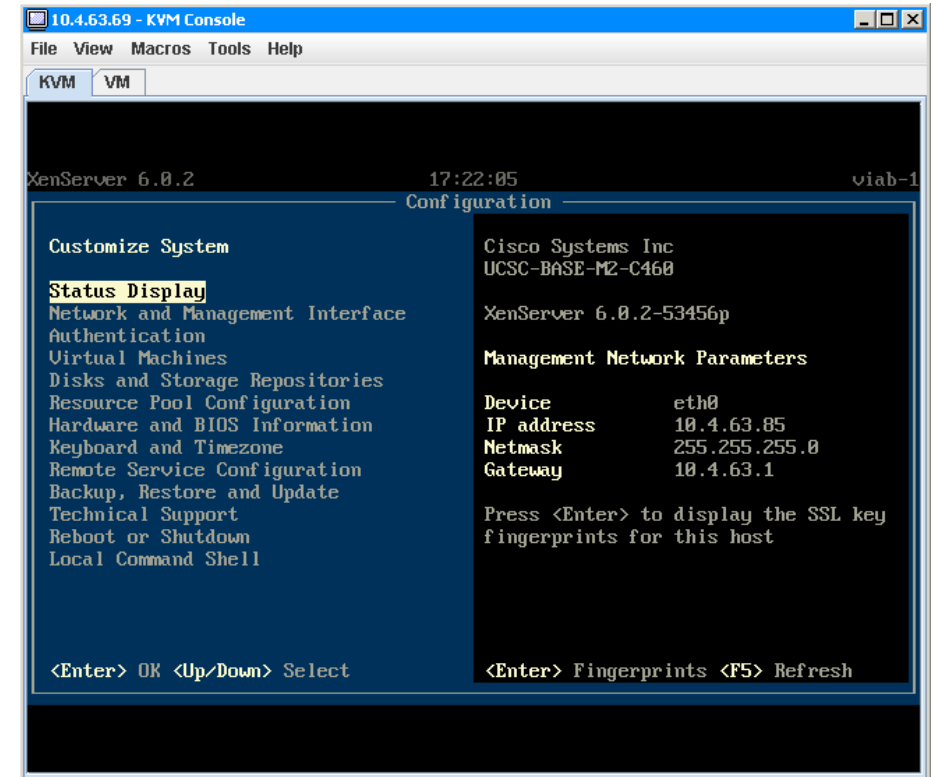 10.4.63.69 - KVM Console
File View Macros Tools Help
KVM VM
XenServer 6.0.2 17:22:05 viab-1
Configuration
Customize System
Status Display
Network and Management Interface
Authentication
Virtual Machines
Disks and Storage Repositories
Resource Pool Configuration
Hardware and BIOS Information
Keyboard and Timezone
Remote Service Configuration
Backup, Restore and Update
Technical Support
Reboot or Shutdown
Local Command Shell
<Enter> OK <Up/Down> Select
Cisco Systems Inc
UCSC-BASE-M2-C460
XenServer 6.0.2-53456p
Management Network Parameters
Device eth0
IP address 10.4.63.85
Netmask 255.255.255.0
Gateway 10.4.63.1
Press <Enter> to display the SSL key
fingerprints for this host
<Enter> Fingerprints <F5> Refresh